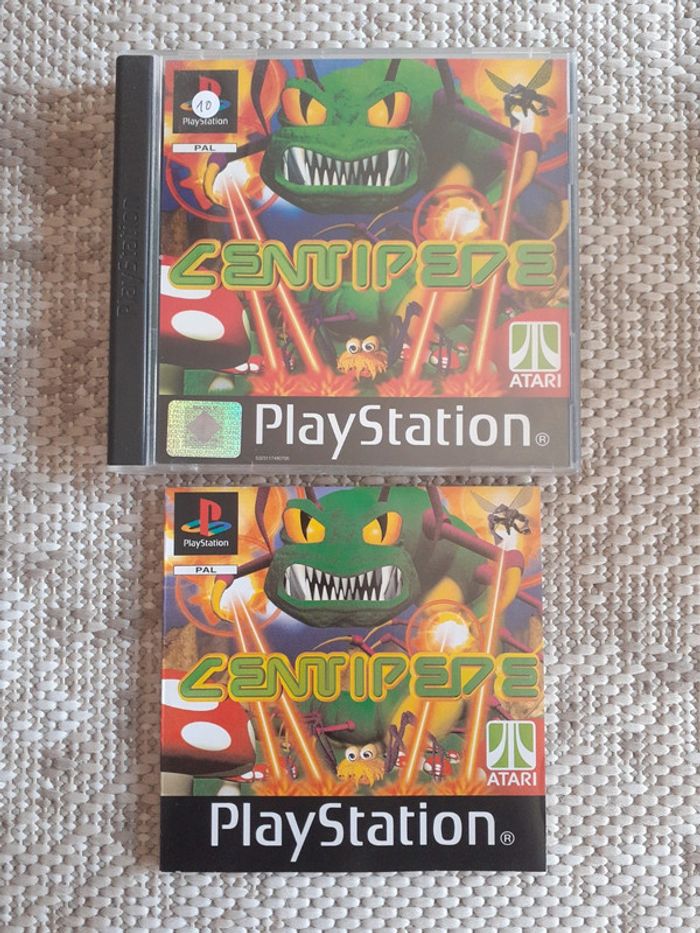 10
PlayStation
PAL
PlayStation
CENTIPEDE
ATARI
PlayStation®
PlayStation
PAL
CENTIPEDE
ATARI
PlayStation®